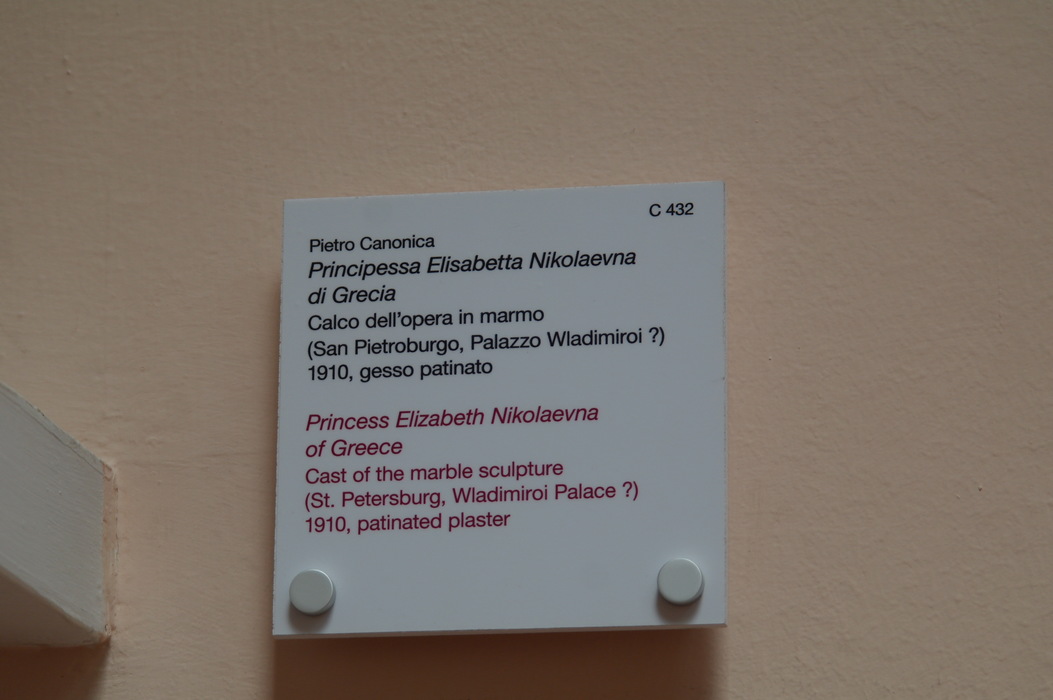 C 432
Pietro Canonica
Principessa Elisabetta Nikolaevna
di Grecia
Calco dell'opera in marmo
(San Pietroburgo, Palazzo Wladimiroi ?)
1910, gesso patinato
Princess Elizabeth Nikolaevna
of Greece
Cast of the marble sculpture
(St. Petersburg, Wladimiroi Palace ?)
1910, patinated plaster